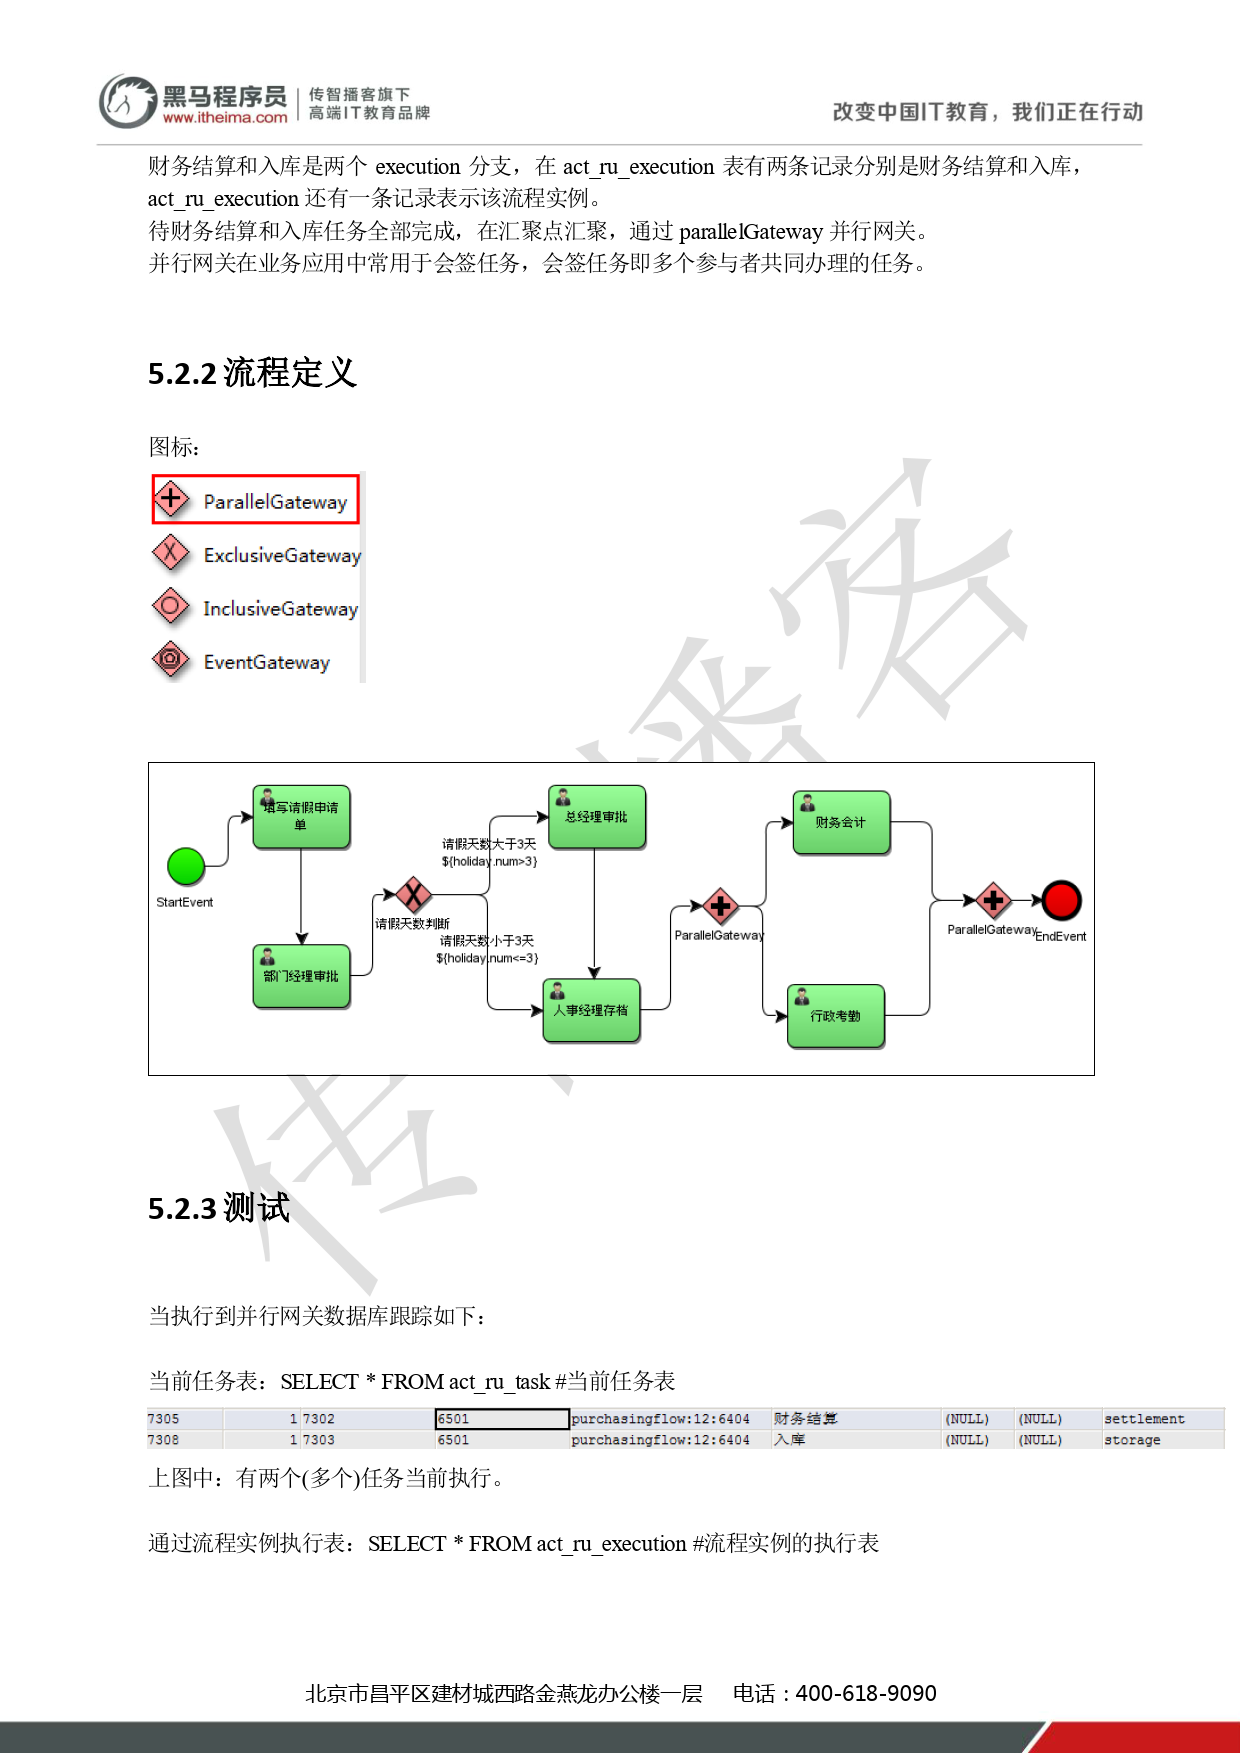 黑马程序员
www.itheima.com
传智播客旗下
高端IT教育品牌
改变中国IT教育，我们正在行动
财务结算和入库是两个 execution 分支，在 act_ru_execution 表有两条记录分别是财务结算和入库，
act_ru_execution 还有一条记录表示该流程实例。
待财务结算和入库任务全部完成，在汇聚点汇聚，通过 parallelGateway 并行网关。
并行网关在业务应用中常用于会签任务，会签任务即多个参与者共同办理的任务。
5.2.2 流程定义
图标：
ParallelGateway
ExclusiveGateway
InclusiveGateway
EventGateway
StartEvent
填写请假申请
单
部门经理审批
请假天数判断
请假天数大于3天
${holiday.num>3}
请假天数小于3天
${holiday.num<=3}
总经理审批
人事经理存档
ParallelGateway
财务会计
行政考勤
ParallelGateway
EndEvent
5.2.3 测试
当执行到并行网关数据库跟踪如下：
当前任务表：SELECT * FROM act_ru_task #当前任务表
7305 1 7302 6501 purchasingflow:12:6404 财务结算 (NULL) (NULL) settlement
7308 1 7303 6501 purchasingflow:12:6404 入库 (NULL) (NULL) storage
上图中：有两个(多个)任务当前执行。
通过流程实例执行表：SELECT * FROM act_ru_execution #流程实例的执行表
北京市昌平区建材城西路金燕龙办公楼一层 电话：400-618-9090